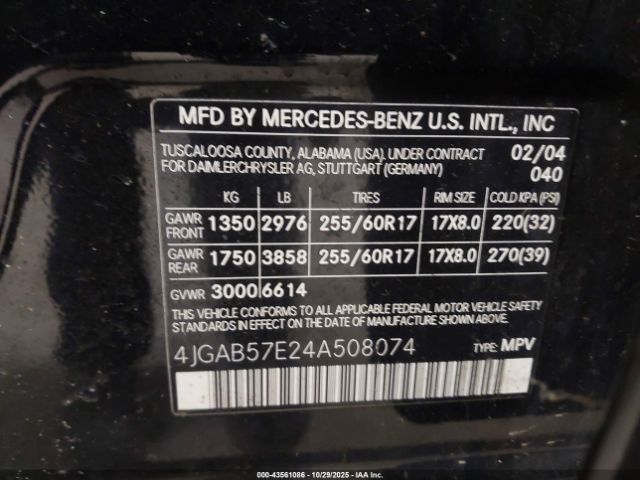 MFD BY MERCEDES-BENZ U.S. INTL., INC
TUSCALOOSA COUNTY, ALABAMA (USA). UNDER CONTRACT 02/04
FOR DAIMLERCHRYSLER AG, STUTTGART (GERMANY) 040
KG LB TIRES RIM SIZE COLD KPA (PSI)
GAWR FRONT 1350 2976 255/60R17 17X8.0 220(32)
GAWR REAR 1750 3858 255/60R17 17X8.0 270(39)
GVWR 3000 6614
THIS VEHICLE CONFORMS TO ALL APPLICABLE FEDERAL MOTOR VEHICLE SAFETY
STANDARDS IN EFFECT ON THE DATE OF MANUFACTURE SHOWN ABOVE.
4JGAB57E24A508074 TYPE: MPV
000-43561086 - 10/29/2025 - Copyright © IAA, Inc.